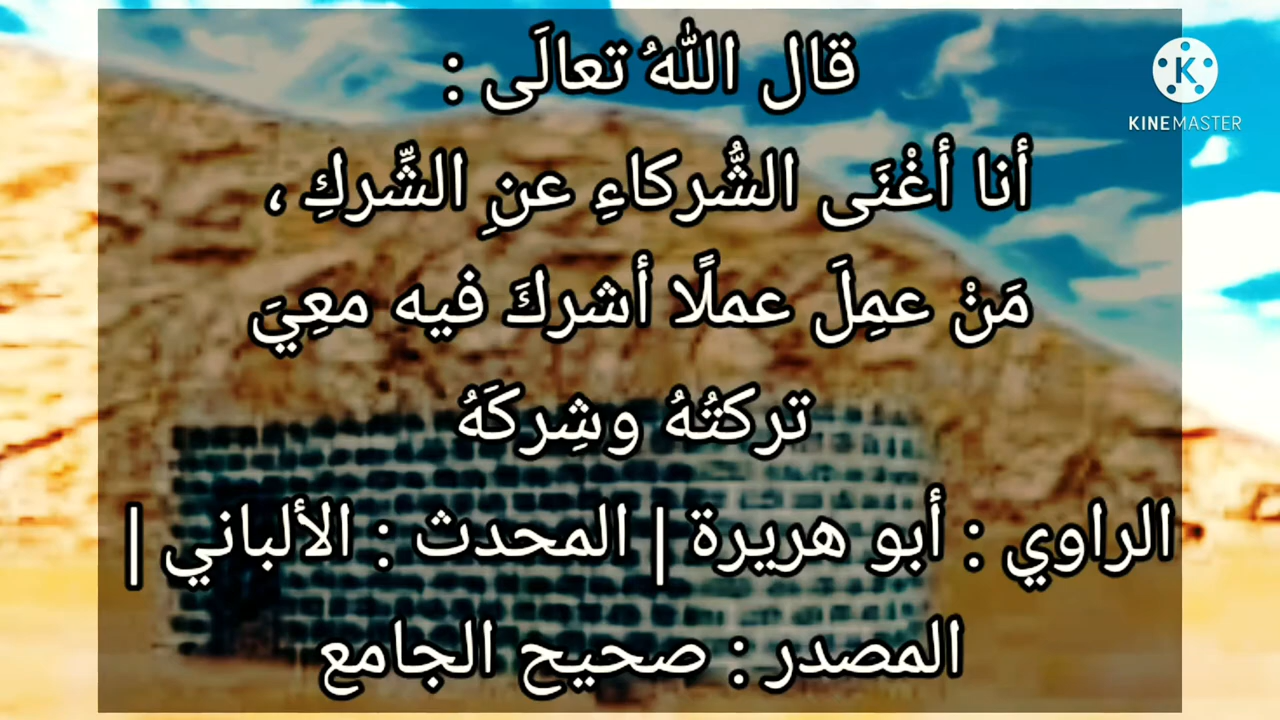 قال اللهُ تعالَى :
أنا أغْنَى الشُّركاءِ عنِ الشِّركِ ،
مَنْ عمِلَ عملًا أشركَ فيه معِيَ
تركتُهُ وشِركَهُ
الراوي : أبو هريرة | المحدث : الألباني |
المصدر : صحيح الجامع
K
KINEMASTER